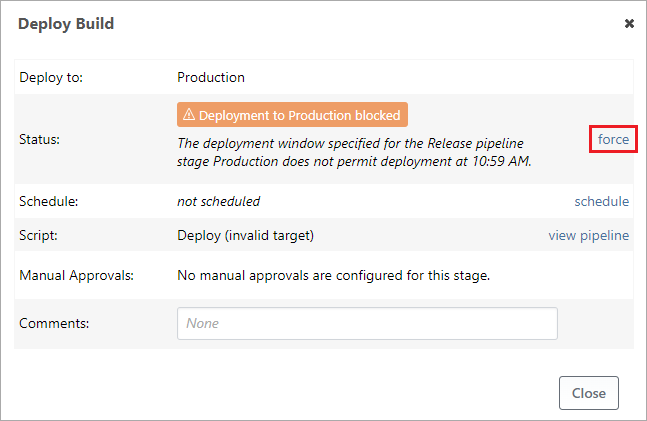 Deploy Build
Deploy to: Production
⚠ Deployment to Production blocked
Status: The deployment window specified for the Release pipeline force
stage Production does not permit deployment at 10:59 AM.
Schedule: not scheduled schedule
Script: Deploy (invalid target) view pipeline
Manual Approvals: No manual approvals are configured for this stage.
Comments: None
Close